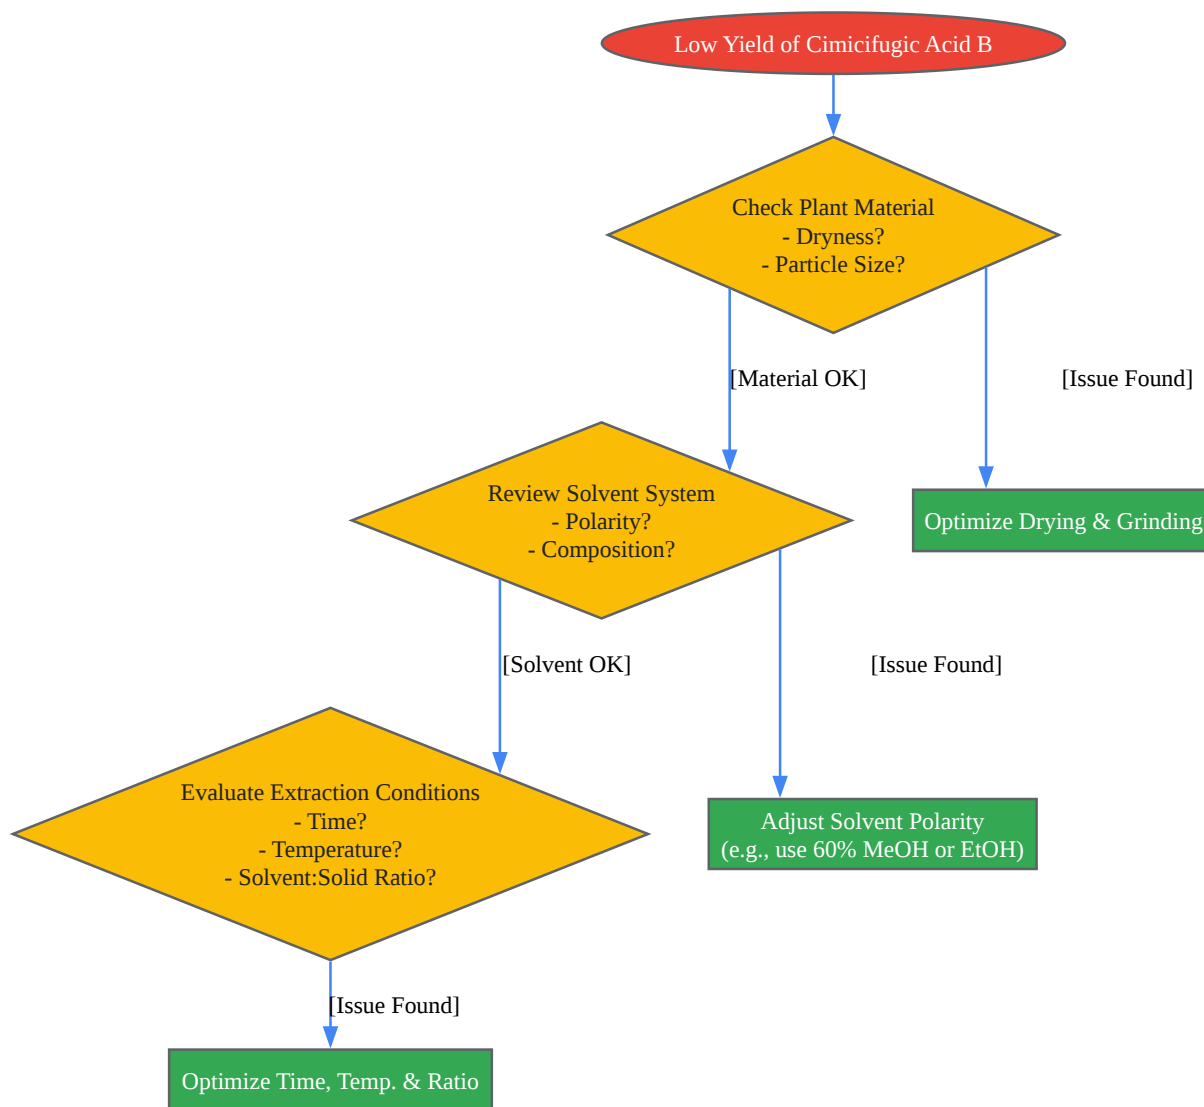 Low Yield of Cimicifugic Acid B
Check Plant Material
- Dryness?
- Particle Size?
[Material OK]
[Issue Found]
Review Solvent System
- Polarity?
- Composition?
Optimize Drying & Grinding
[Solvent OK]
[Issue Found]
Evaluate Extraction Conditions
- Time?
- Temperature?
- Solvent:Solid Ratio?
Adjust Solvent Polarity
(e.g., use 60% MeOH or EtOH)
[Issue Found]
Optimize Time, Temp. & Ratio